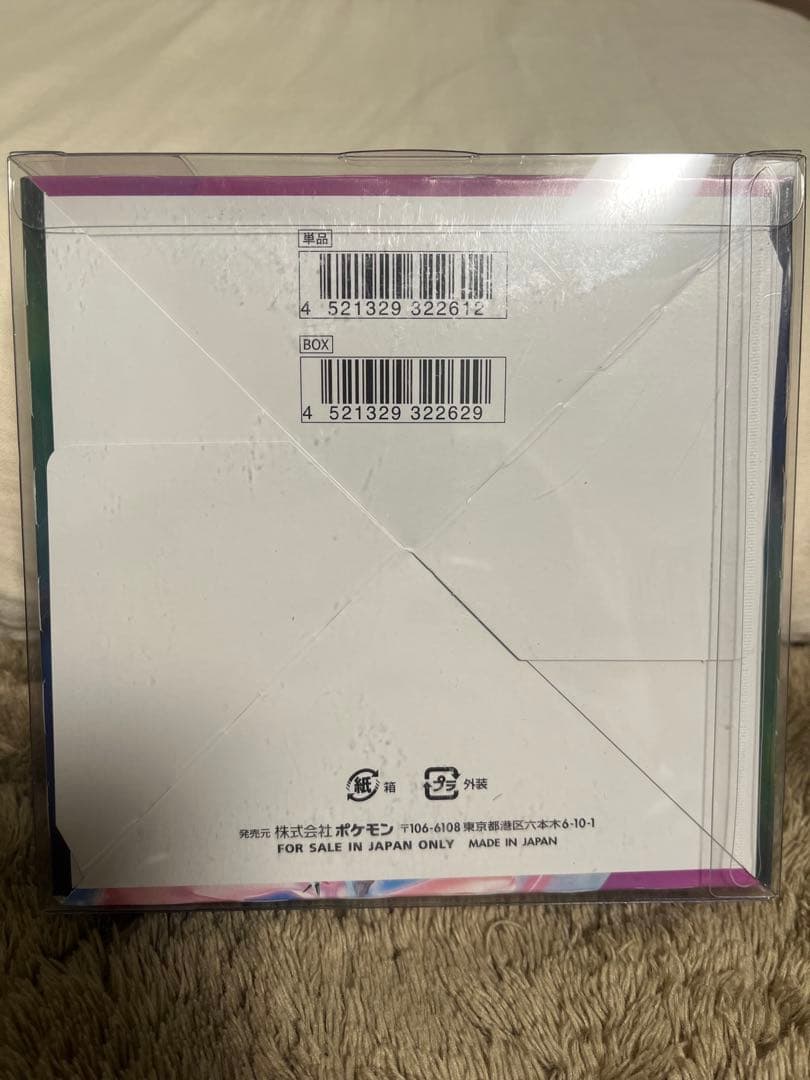 単品
4 521329 322612
BOX
4 521329 322629
紙 箱 プラ 外装
発売元 株式会社 ポケモン 〒106-6108 東京都港区六本木6-10-1
FOR SALE IN JAPAN ONLY MADE IN JAPAN